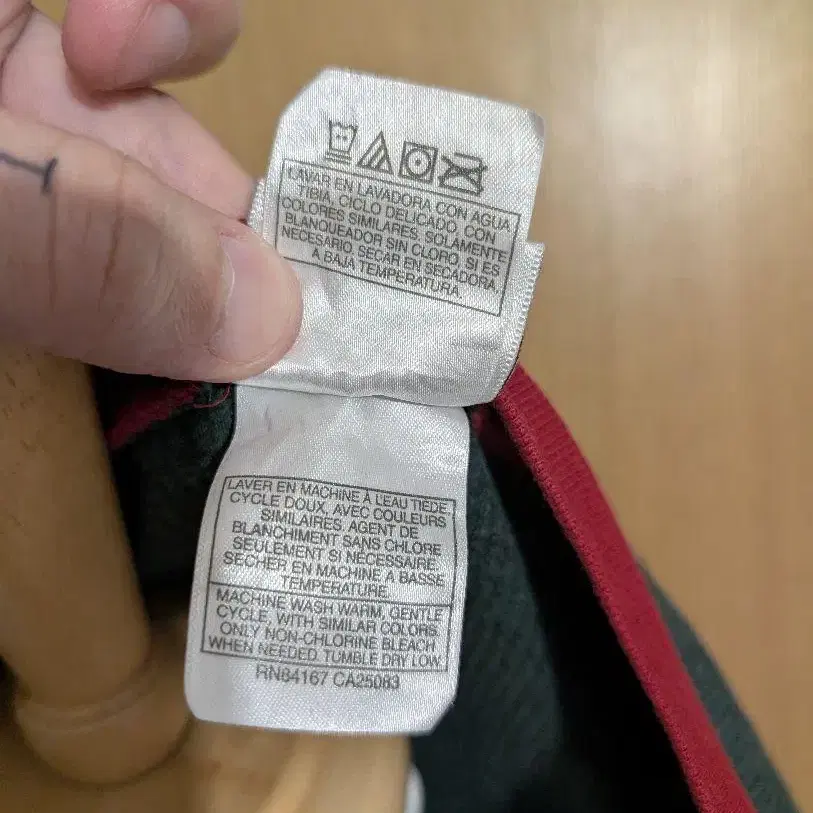 LAVAR EN LAVADORA CON AGUA
TIBIA, CICLO DELICADO, CON
COLORES SIMILARES. SOLAMENTE
BLANQUEADOR SIN CLORO, SI ES
NECESARIO. SECAR EN SECADORA,
A BAJA TEMPERATURA.
LAVER EN MACHINE À L'EAU TIEDE,
CYCLE DOUX, AVEC COULEURS
SIMILAIRES. AGENT DE
BLANCHIMENT SANS CHLORE
SEULEMENT SI NÉCESSAIRE.
SECHER EN MACHINE A BASSE
TEMPERATURE.
MACHINE WASH WARM, GENTLE
CYCLE, WITH SIMILAR COLORS.
ONLY NON-CHLORINE BLEACH
WHEN NEEDED. TUMBLE DRY LOW.
RN84167 CA25083